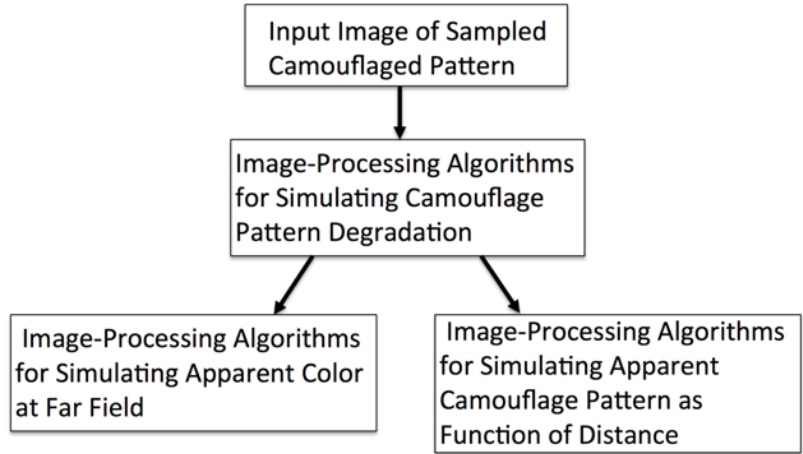 Input Image of Sampled
Camouflaged Pattern
Image-Processing Algorithms
for Simulating Camouflage
Pattern Degradation
Image-Processing Algorithms
for Simulating Apparent Color
at Far Field
Image-Processing Algorithms
for Simulating Apparent
Camouflage Pattern as
Function of Distance